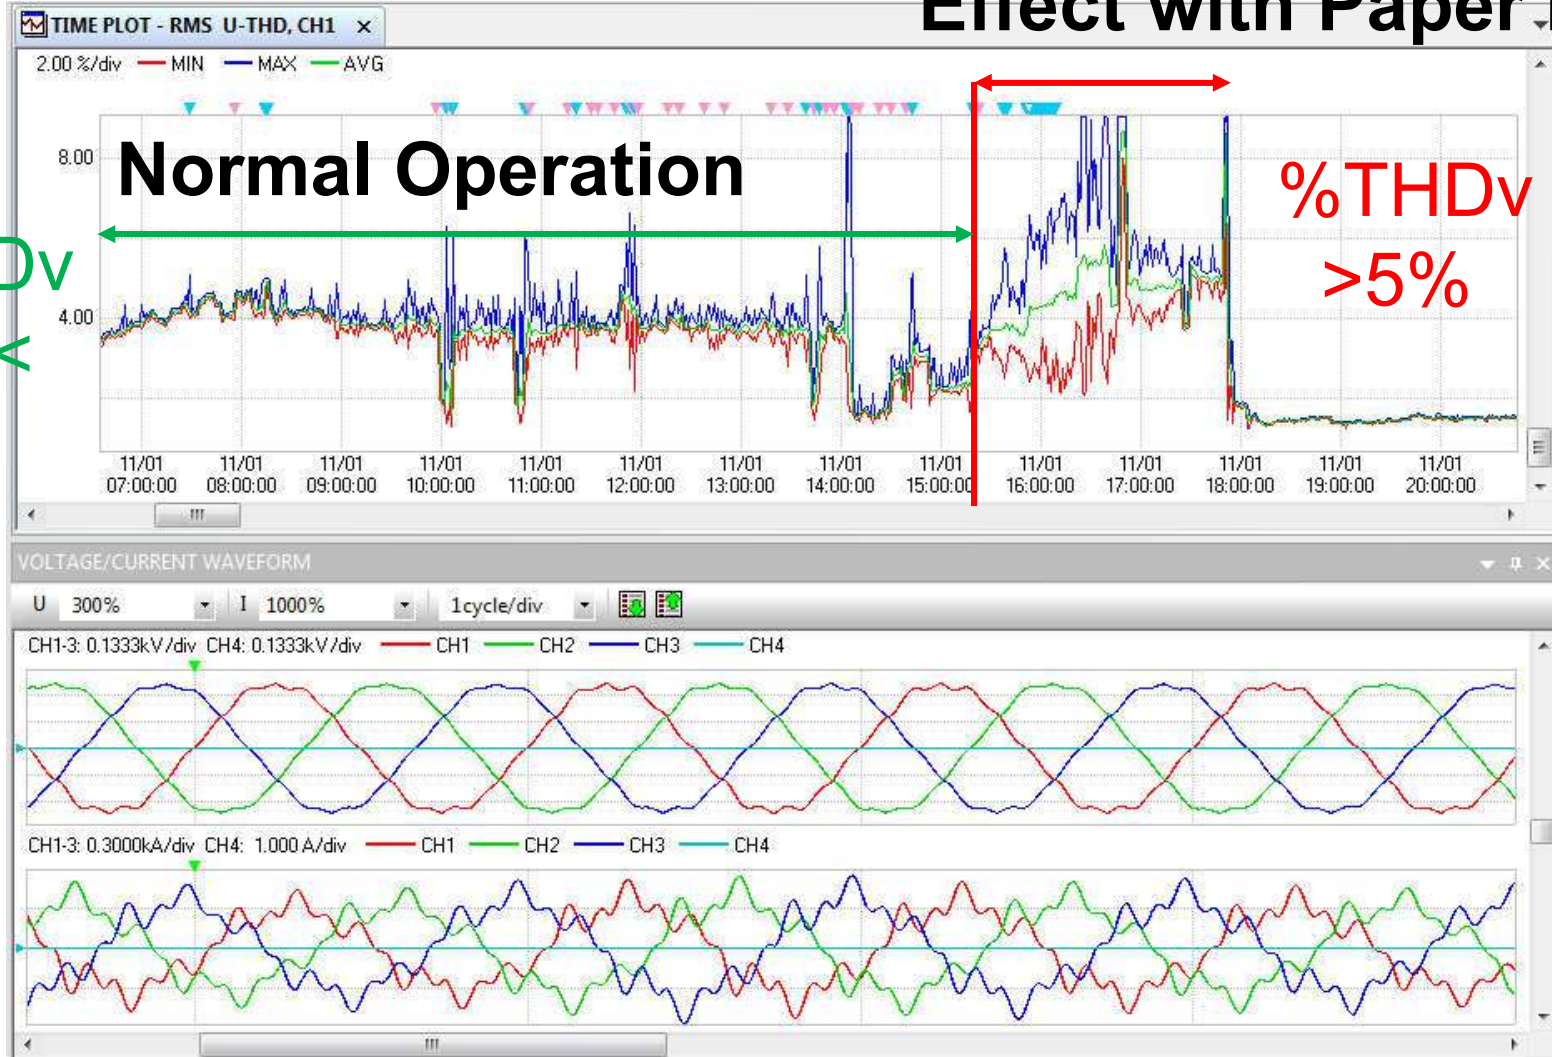 Effect with Paper
TIME PLOT - RMS U-THD, CH1 x
2.00 %/div MIN MAX AVG
8.00
Normal Operation
%THDv
>5%
Dv
<
4.00
11/01 11/01 11/01 11/01 11/01 11/01 11/01 11/01 11/01 11/01 11/01 11/01 11/01 11/01
07:00:00 08:00:00 09:00:00 10:00:00 11:00:00 12:00:00 13:00:00 14:00:00 15:00:00 16:00:00 17:00:00 18:00:00 19:00:00 20:00:00
VOLTAGE/CURRENT WAVEFORM
U 300% I 1000% 1cycle/div
CH1-3: 0.1333kV/div CH4: 0.1333kV/div CH1 CH2 CH3 CH4
CH1-3: 0.3000kA/div CH4: 1.000 A/div CH1 CH2 CH3 CH4